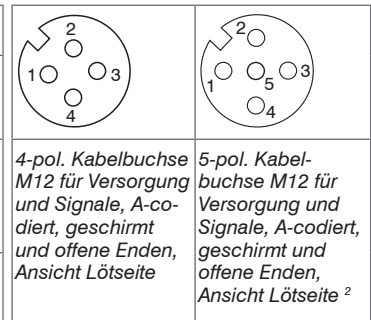 2
1
3
4
2
1
5
3
4
4-pol. Kabelbuchse
M12 für Versorgung
und Signale, A-co-
diert, geschirmt
und offene Enden,
Ansicht Lötseite
5-pol. Kabel-
buchse M12 für
Versorgung und
Signale, A-codiert,
geschirmt und
offene Enden,
Ansicht Lötseite ²